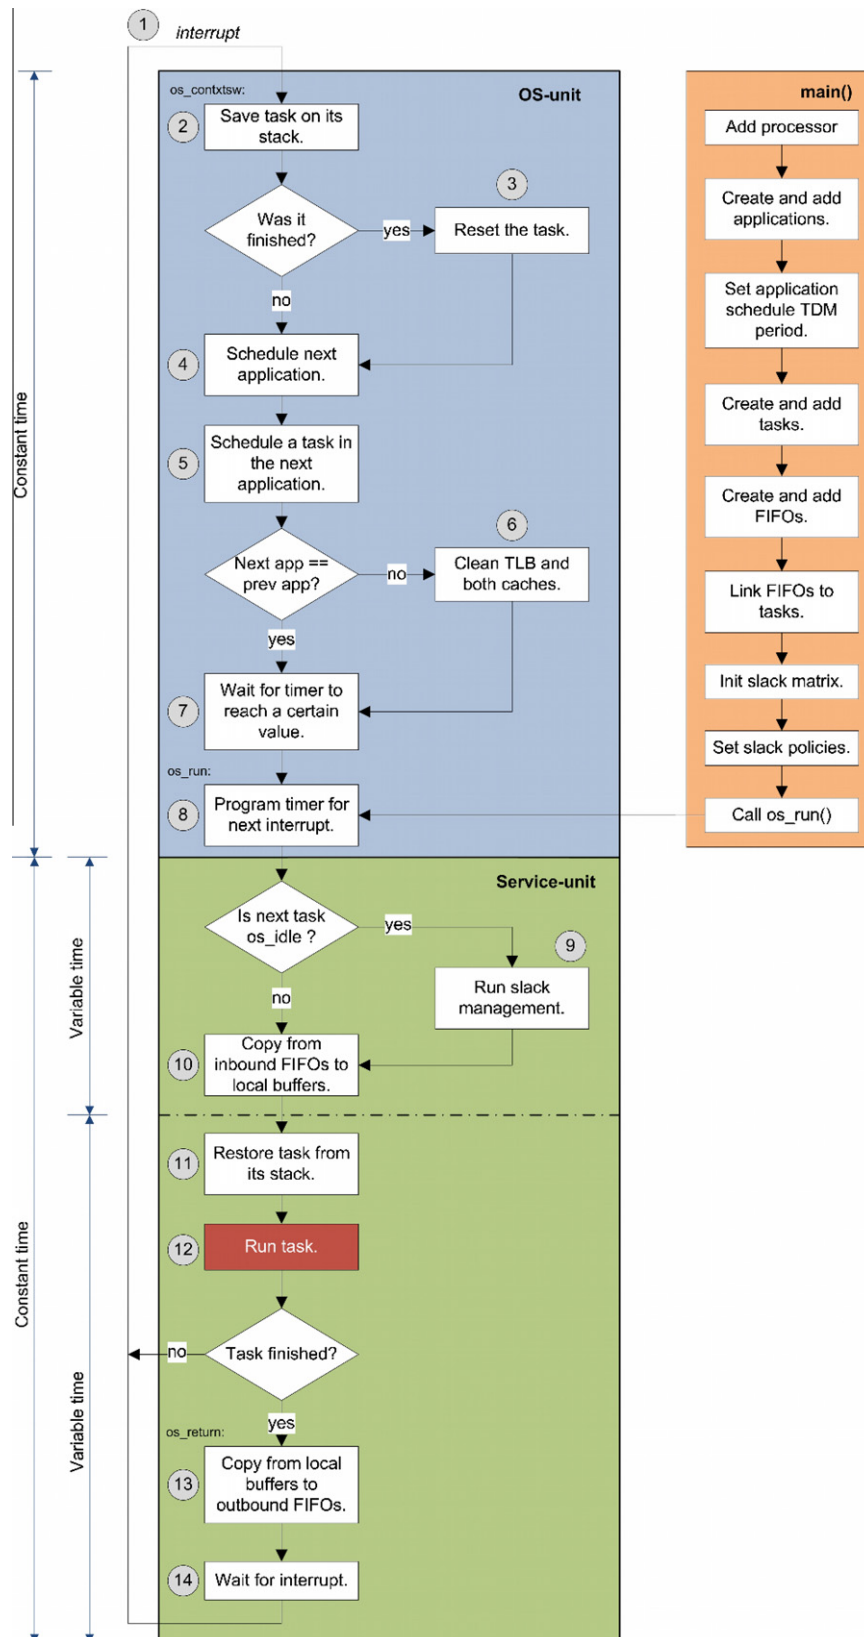 1
interrupt
os_contxtsw:
OS-unit
2
Save task on its
stack.
Was it
finished?
yes
3
Reset the task.
no
4
Schedule next
application.
5
Schedule a task in
the next
application.
Next app ==
prev app?
no
6
Clean TLB and
both caches.
yes
7
Wait for timer to
reach a certain
value.
os_run:
8
Program timer for
next interrupt.
Constant time
main()
Add processor
Create and add
applications.
Set application
schedule TDM
period.
Create and add
tasks.
Create and add
FIFOs.
Link FIFOs to
tasks.
Init slack matrix.
Set slack policies.
Call os_run()
Service-unit
Is next task
os_idle ?
yes
9
Run slack
management.
no
10
Copy from
inbound FIFOs to
local buffers.
Variable time
11
Restore task from
its stack.
12
Run task.
Task finished?
no
yes
os_return:
13
Copy from local
buffers to
outbound FIFOs.
14
Wait for interrupt.
Constant time
Variable time